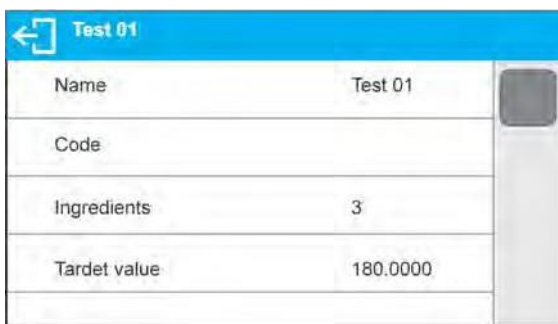 Test 01
Name Test 01
Code
Ingredients 3
Tardet value 180.0000